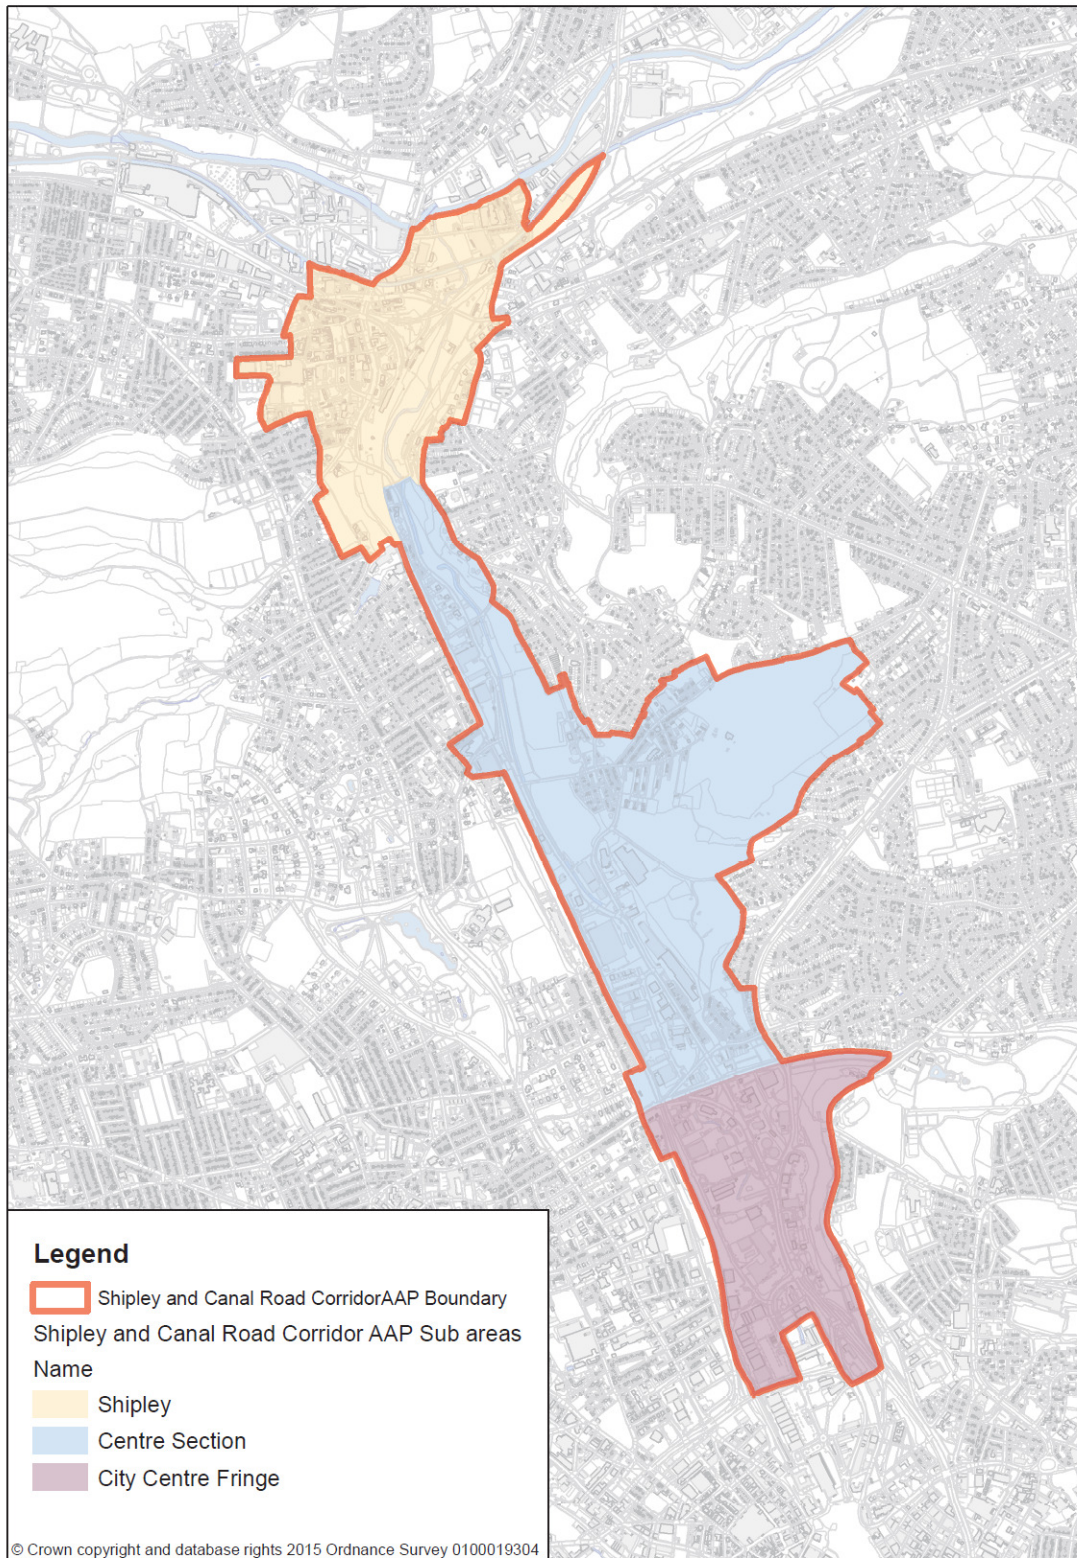 Legend
Shipley and Canal Road CorridorAAP Boundary
Shipley and Canal Road Corridor AAP Sub areas
Name
Shipley
Centre Section
City Centre Fringe
© Crown copyright and database rights 2015 Ordnance Survey 0100019304